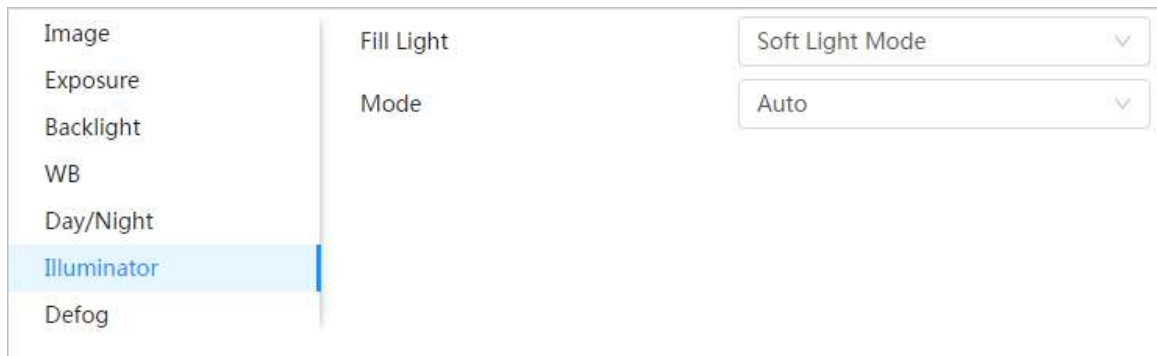 Image
Exposure
Backlight
WB
Day/Night
Illuminator
Defog
Fill Light
Soft Light Mode
Mode
Auto